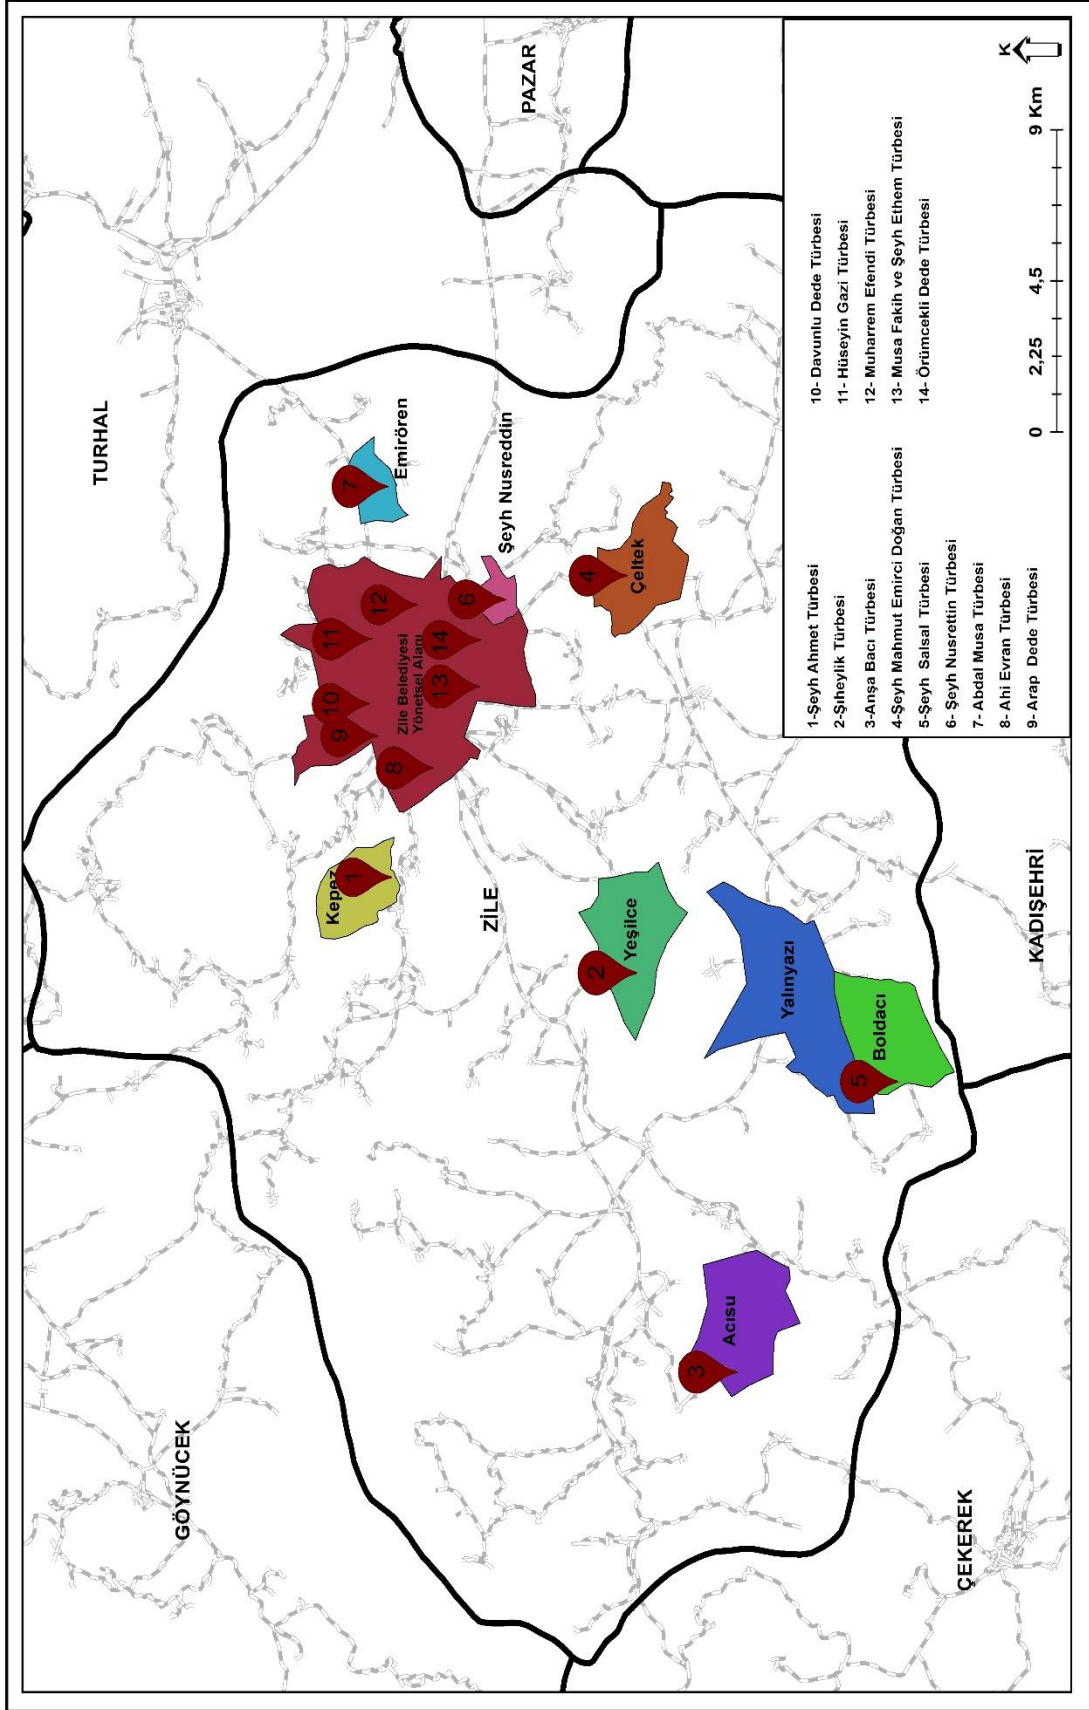 GÖYNÜCEK
TURHAL
PAZAR
ZİLE
ÇEKEREK
KADIŞEHRİ
Kepez
1
9
10
11
12
8
Zile Belediyesi
Yönetsel Alanı
13
14
7
Emirören
6
Şeyh Nusreddin
2
Yeşilce
4
Çeltek
3
Acısu
Yalınyazı
5
Boldacı
1-Şeyh Ahmet Türbesi
2-Şıheylik Türbesi
3-Anşa Bacı Türbesi
4-Şeyh Mahmut Emirci Doğan Türbesi
5-Şeyh Salsal Türbesi
6- Şeyh Nusrettin Türbesi
7- Abdal Musa Türbesi
8- Ahi Evran Türbesi
9- Arap Dede Türbesi
10- Davunlu Dede Türbesi
11- Hüseyin Gazi Türbesi
12- Muharrem Efendi Türbesi
13- Musa Fakih ve Şeyh Ethem Türbesi
14- Örümcekli Dede Türbesi
0 2,25 4,5 9 Km
K